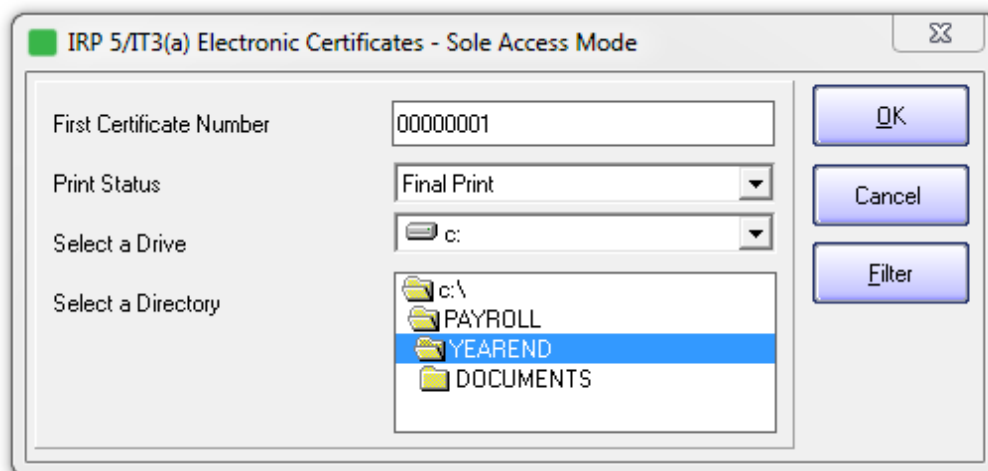 IRP 5/IT3(a) Electronic Certificates - Sole Access Mode
First Certificate Number 00000001
OK
Print Status Final Print
Cancel
Select a Drive c:
Filter
Select a Directory c:\
PAYROLL
YEAREND
DOCUMENTS